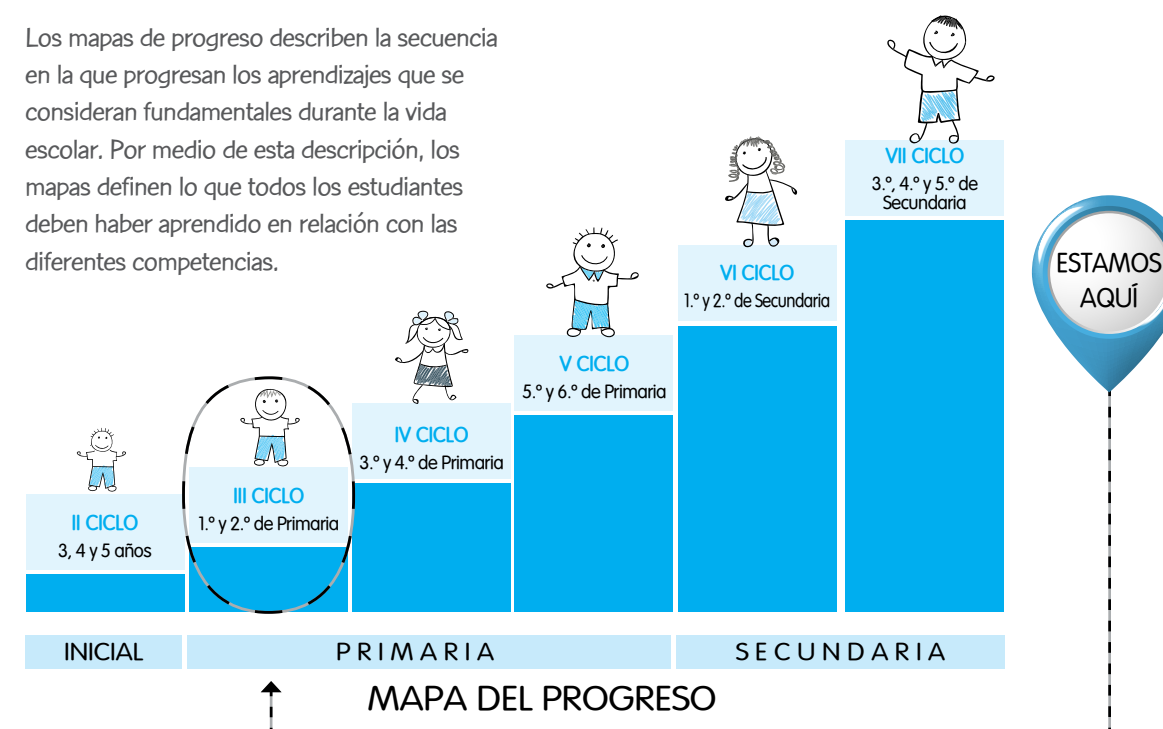 Los mapas de progreso describen la secuencia
en la que progresan los aprendizajes que se
consideran fundamentales durante la vida
escolar. Por medio de esta descripción, los
mapas definen lo que todos los estudiantes
deben haber aprendido en relación con las
diferentes competencias.
II CICLO
3, 4 y 5 años
III CICLO
1.º y 2.º de Primaria
IV CICLO
3.º y 4.º de Primaria
V CICLO
5.º y 6.º de Primaria
VI CICLO
1.º y 2.º de Secundaria
VII CICLO
3.º, 4.º y 5.º de
Secundaria
ESTAMOS
AQUÍ
INICIAL
PRIMARIA
SECUNDARIA
MAPA DEL PROGRESO